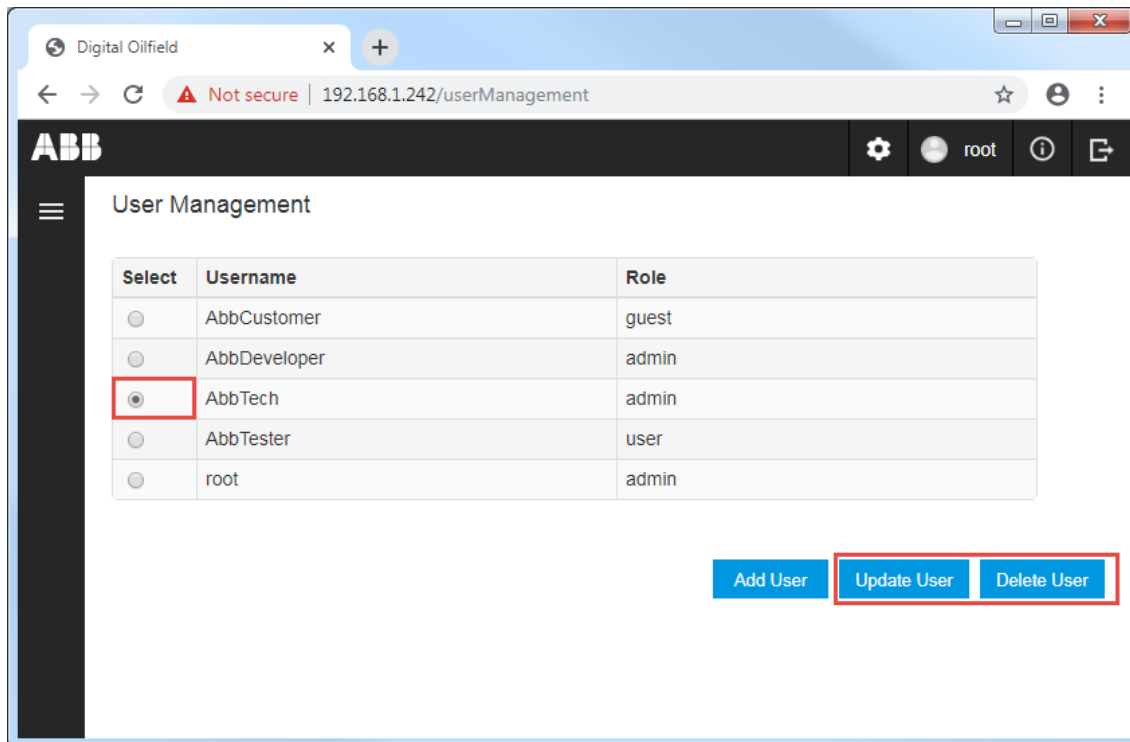 Digital Oilfield
Not secure | 192.168.1.242/userManagement
ABB
root
User Management
Select Username Role
AbbCustomer guest
AbbDeveloper admin
AbbTech admin
AbbTester user
root admin
Add User Update User Delete User